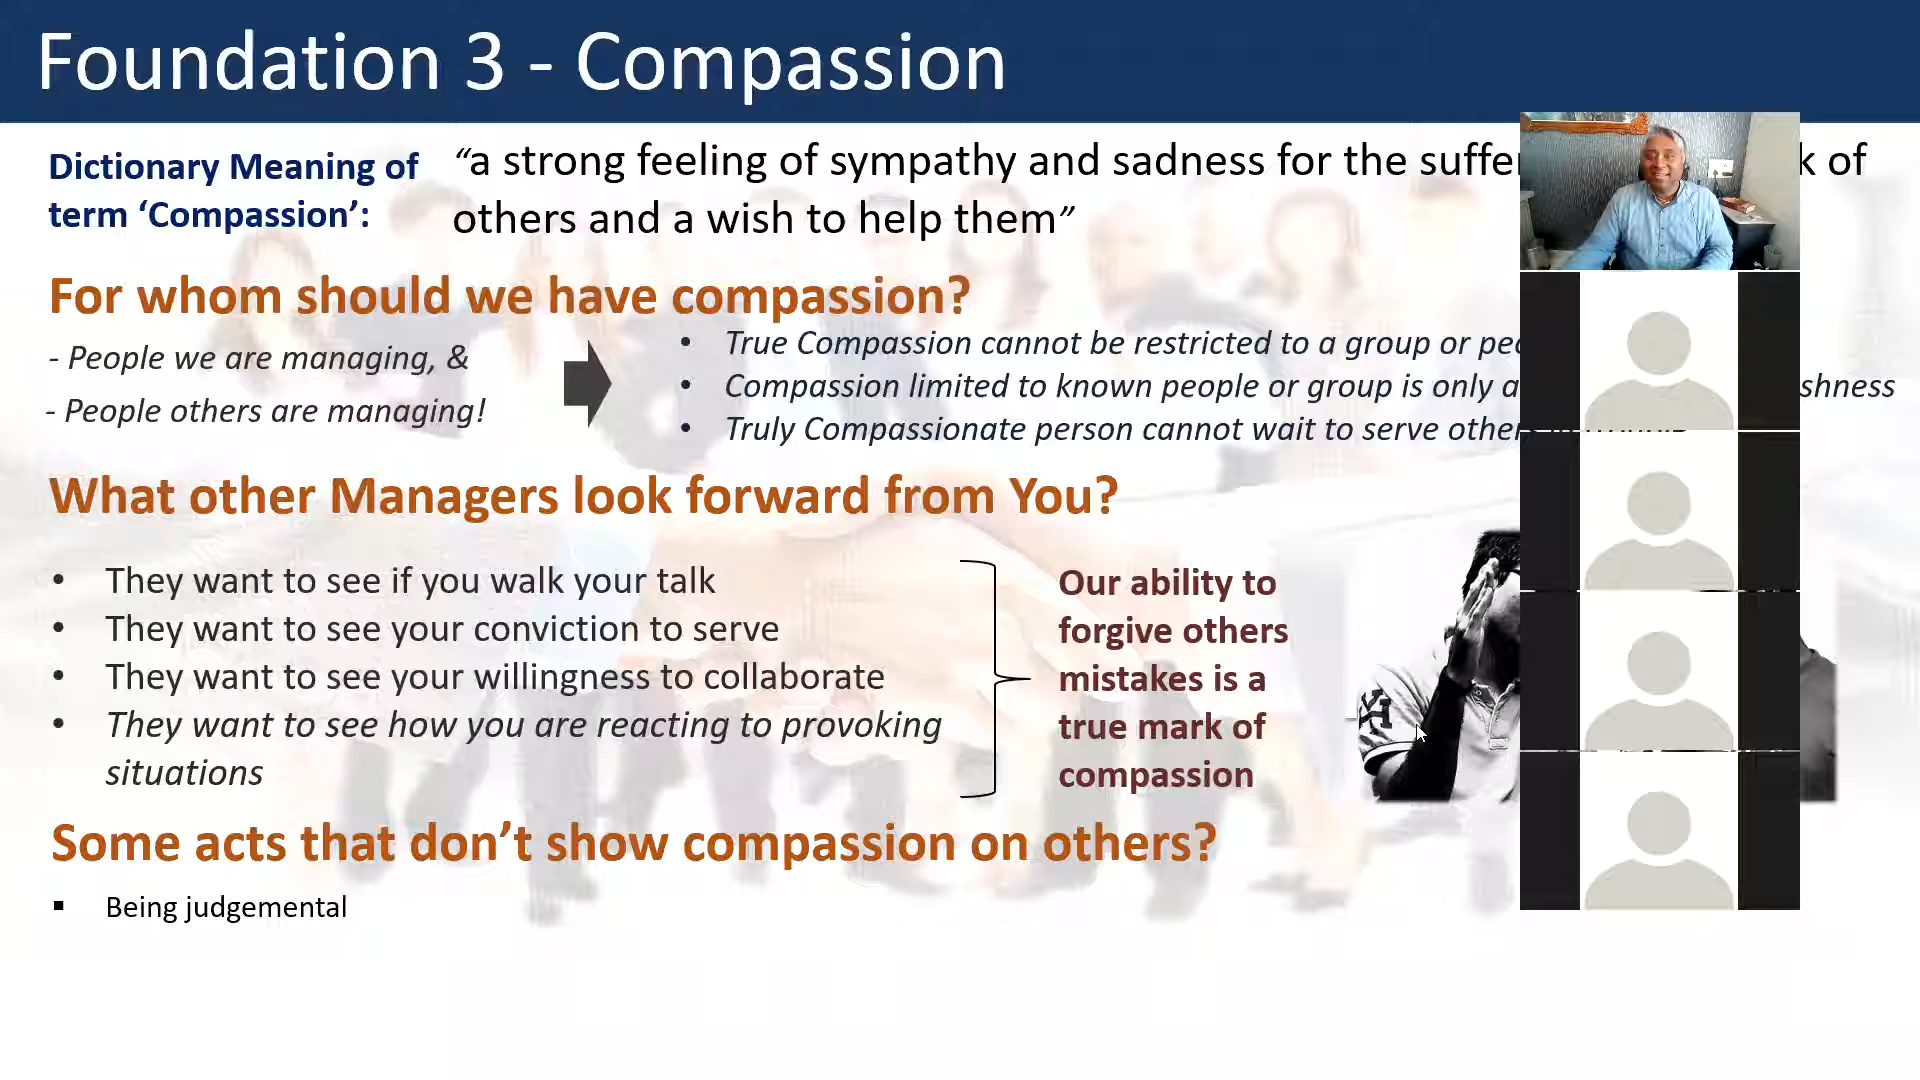 Foundation 3 - Compassion
Dictionary Meaning of
term ‘Compassion’:
“a strong feeling of sympathy and sadness for the k of
others and a wish to help them”
For whom should we have compassion?
- People we are managing, &
- People others are managing!
• True Compassion cannot be restricted to a group or
• Compassion limited to known people or group is only a
• Truly Compassionate person cannot wait to serve
What other Managers look forward from You?
• They want to see if you walk your talk
• They want to see your conviction to serve
• They want to see your willingness to collaborate
• They want to see how you are reacting to provoking
situations
Our ability to
forgive others
mistakes is a
true mark of
compassion
Some acts that don’t show compassion on others?
▪ Being judgemental